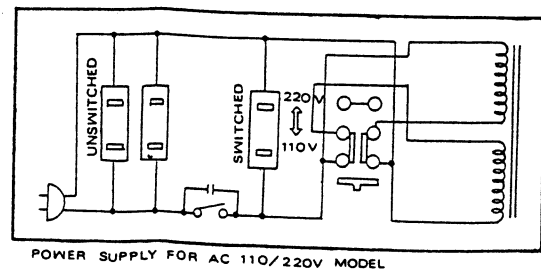 UNSWITCHED
SWITCHED
220V
110V
POWER SUPPLY FOR AC 110/220V MODEL